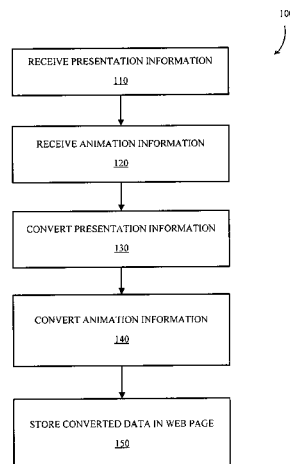 10
RECEIVE PRESENTATION INFORMATION
110
RECEIVE ANIMATION INFORMATION
120
CONVERT PRESENTATION INFORMATION
130
CONVERT ANIMATION INFORMATION
140
STORE CONVERTED DATA IN WEB PAGE
150